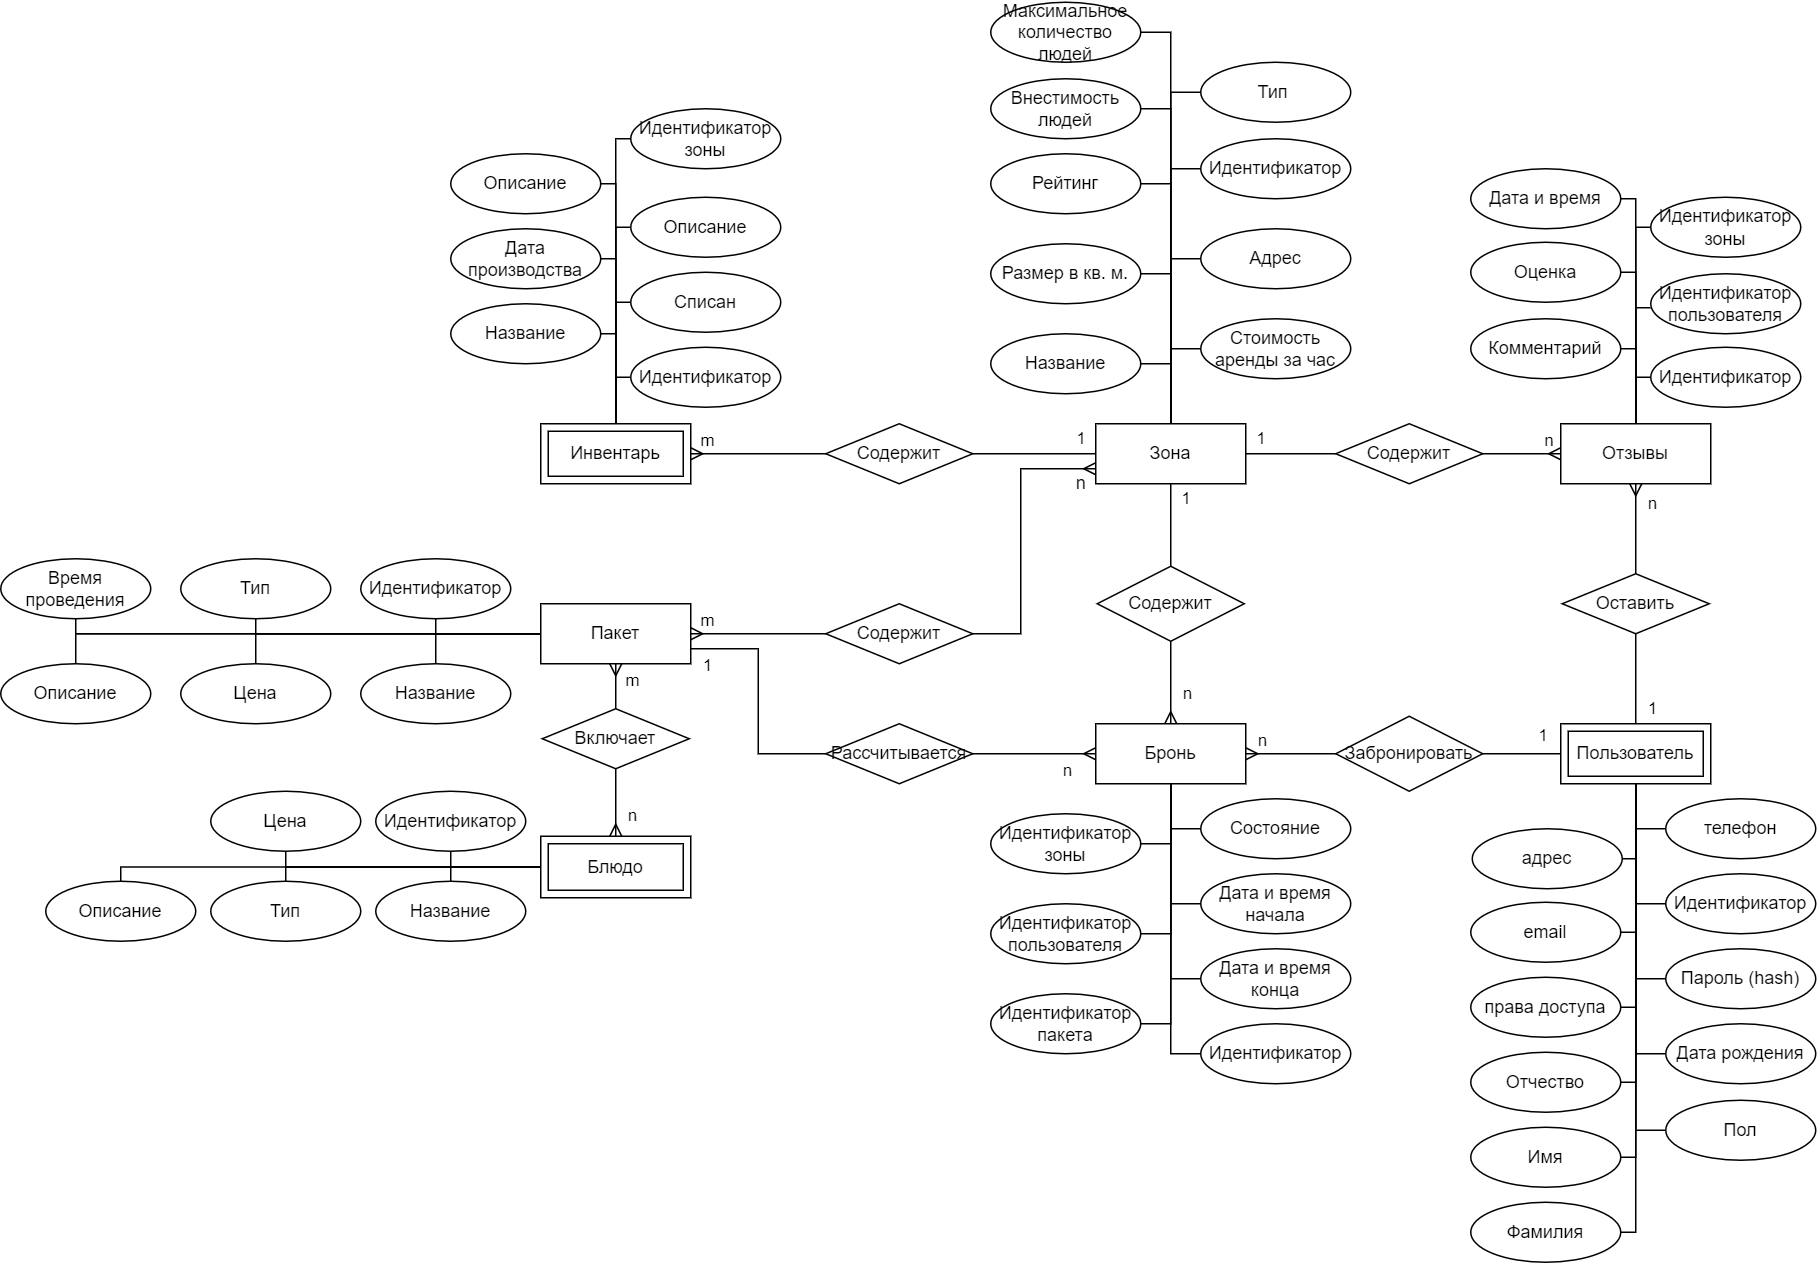 Максимальное
количество
людей
Тип
Внестимость
людей
Идентификатор
зоны
Идентификатор
Описание
Рейтинг
Дата и время
Идентификатор
зоны
Описание
Дата
производства
Адрес
Размер в кв. м.
Оценка
Идентификатор
пользователя
Списан
Название
Стоимость
аренды за час
Название
Комментарий
Идентификатор
Идентификатор
Инвентарь
m
Содержит
1
Зона
n
1
1
Содержит
n
Отзывы
n
Время
проведения
Тип
Идентификатор
Пакет
m
1
m
Содержит
Содержит
Оставить
Описание
Цена
Название
n
1
Включает
Рассчитывается
n
Бронь
n
Забронировать
1
Пользователь
n
Цена
Идентификатор
Блюдо
Описание
Тип
Название
Идентификатор
зоны
Состояние
Дата и время
начала
Идентификатор
пользователя
Дата и время
конца
Идентификатор
пакета
Идентификатор
телефон
адрес
Идентификатор
email
Пароль (hash)
права доступа
Дата рождения
Отчество
Пол
Имя
Фамилия